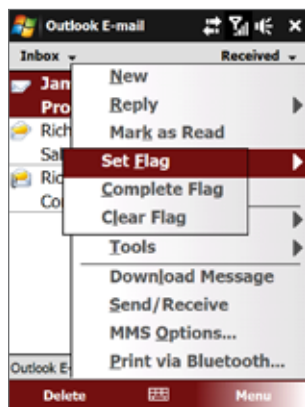 Outlook E-mail
Inbox
Received
Jan
Pro
Rich
Sal
Ric
Co
New
Reply
Mark as Read
Set Flag
Complete Flag
Clear Flag
Tools
Download Message
Send/Receive
MMS Options...
Print via Bluetooth...
Outlook E-
Delete
Menu